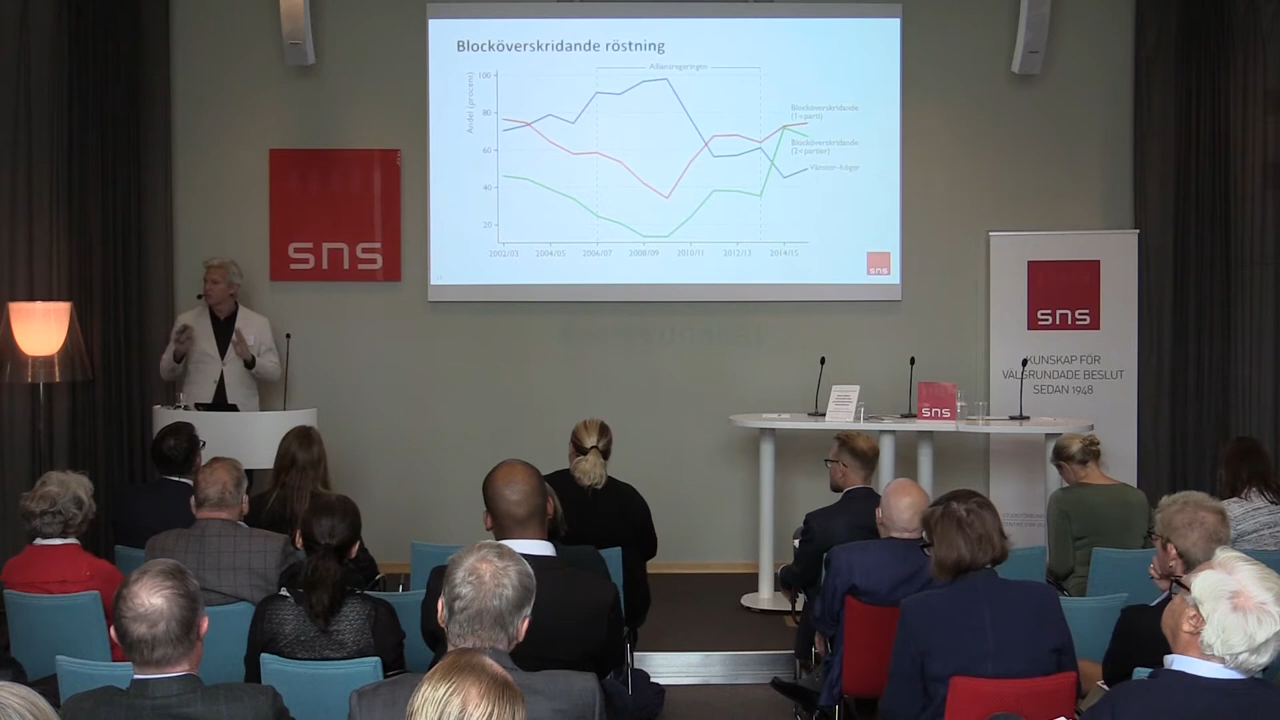 Blocköverskridande röstning
Alliansregeringen
Andel (procent)
100
80
60
40
20
2002/03 2004/05 2006/07 2008/09 2010/11 2012/13 2014/15
Blocköverskridande
(1< parti)
Blocköverskridande
(2< partier)
Vänster-höger
sns
sns
sns
KUNSKAP FÖR
VÄLGRUNDADE BESLUT
SEDAN 1948
sns